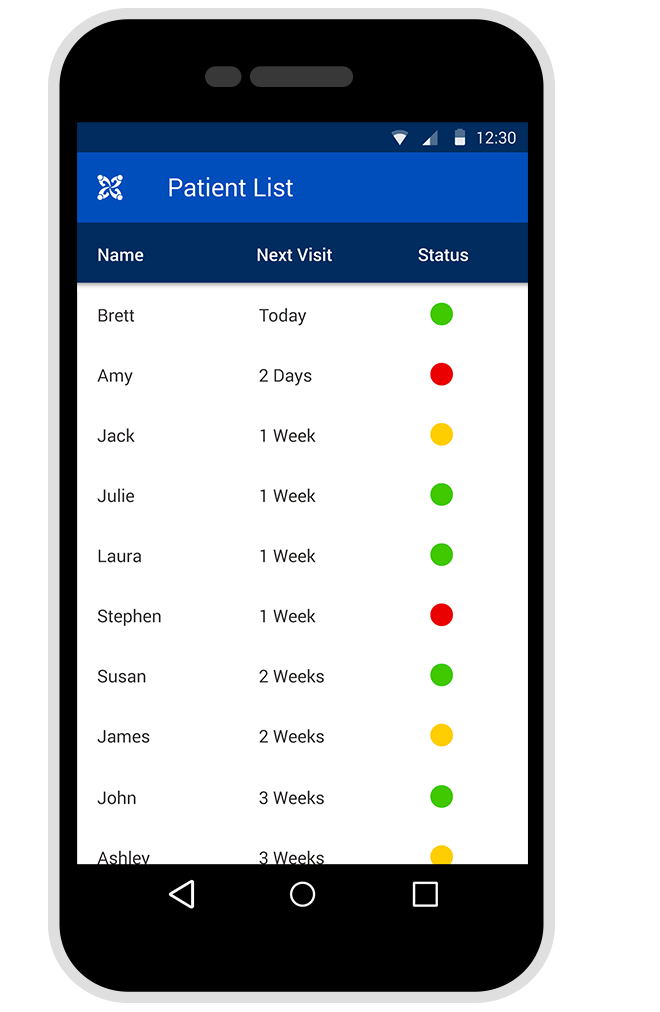 12:30
Patient List
Name Next Visit Status
Brett Today
Amy 2 Days
Jack 1 Week
Julie 1 Week
Laura 1 Week
Stephen 1 Week
Susan 2 Weeks
James 2 Weeks
John 3 Weeks
Ashley 3 Weeks